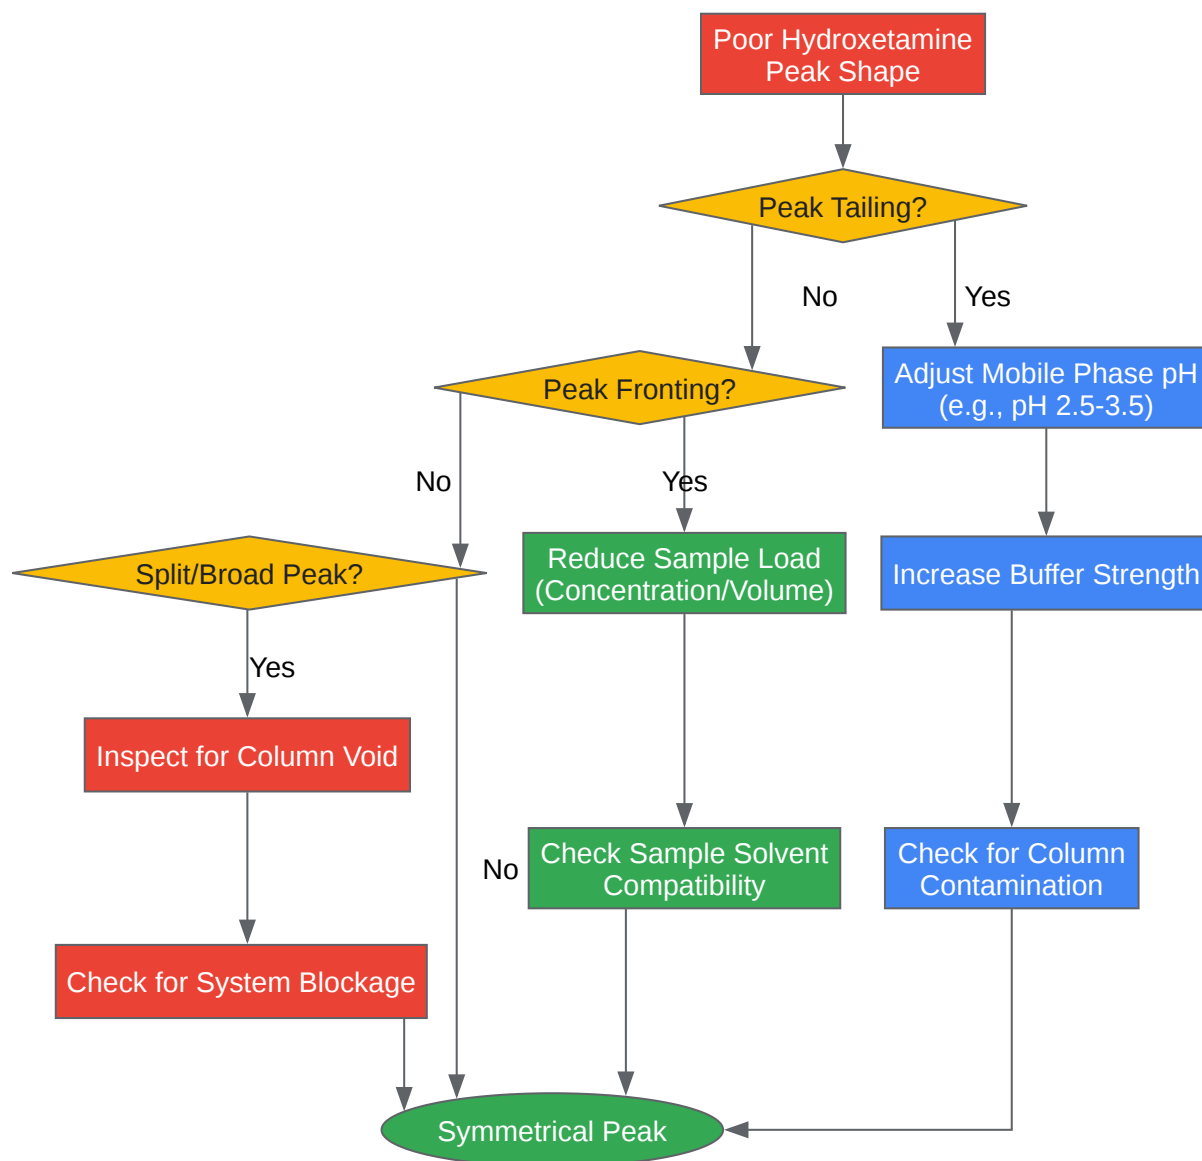 Poor Hydroxetamine
Peak Shape
Peak Tailing?
No
Yes
Peak Fronting?
Adjust Mobile Phase pH
(e.g., pH 2.5-3.5)
No
Yes
Split/Broad Peak?
Reduce Sample Load
(Concentration/Volume)
Increase Buffer Strength
Yes
Inspect for Column Void
No
Check Sample Solvent
Compatibility
Check for Column
Contamination
Check for System Blockage
Symmetrical Peak